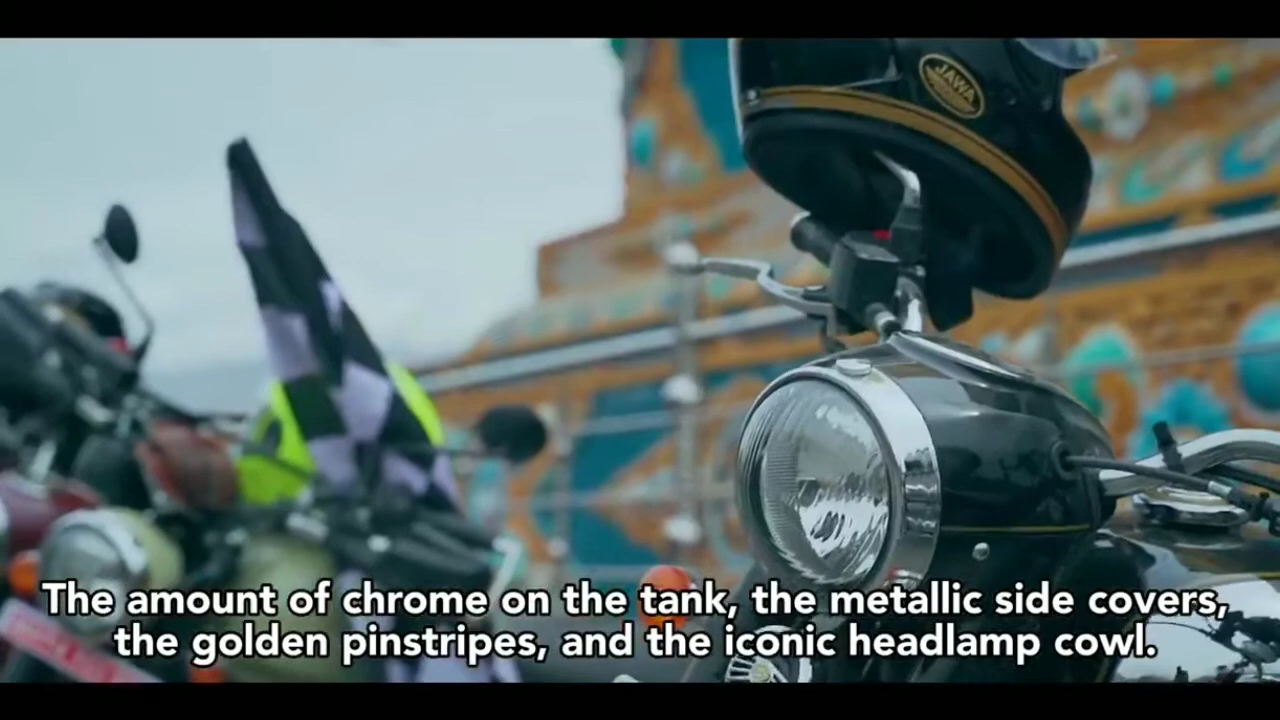 JAWA
The amount of chrome on the tank, the metallic side covers,
the golden pinstripes, and the iconic headlamp cowl.